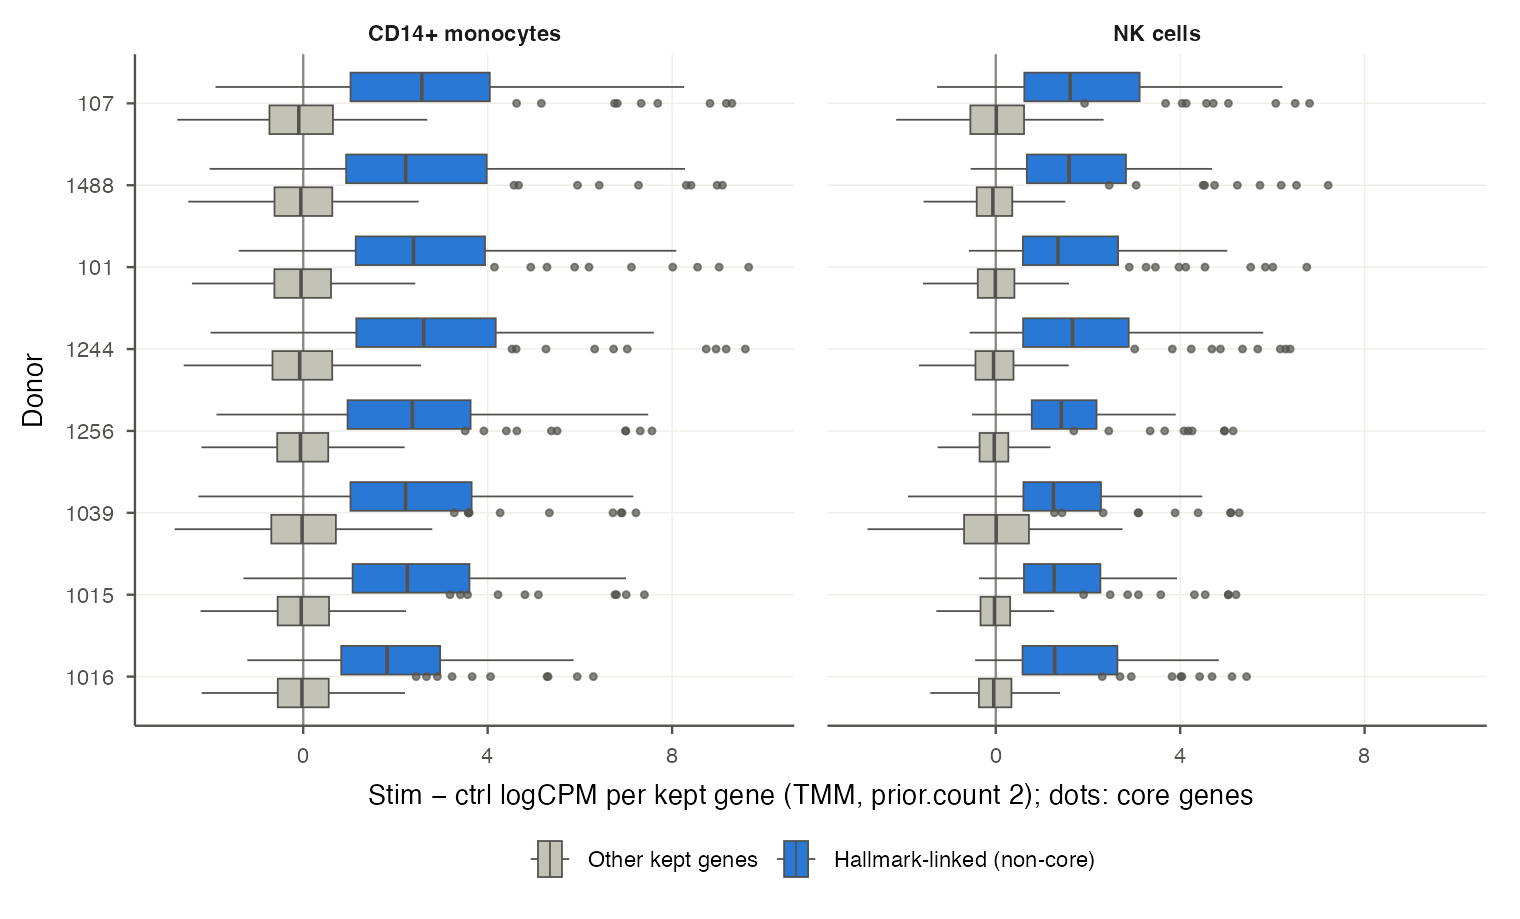 CD14+ monocytes
NK cells
Donor
107
1488
101
1244
1256
1039
1015
1016
0 4 8
0 4 8
Stim – ctrl logCPM per kept gene (TMM, prior.count 2); dots: core genes
Other kept genes
Hallmark-linked (non-core)